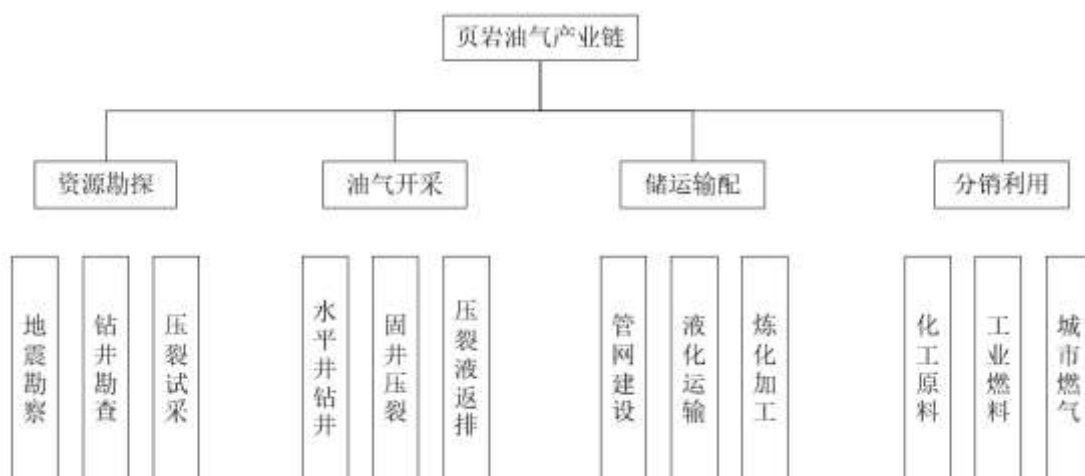 页岩油气产业链
资源勘探
油气开采
储运输配
分销利用
地震勘察
钻井勘查
压裂试采
水平井钻井
固井压裂
压裂液返排
管网建设
液化运输
炼化加工
化工原料
工业燃料
城市燃气